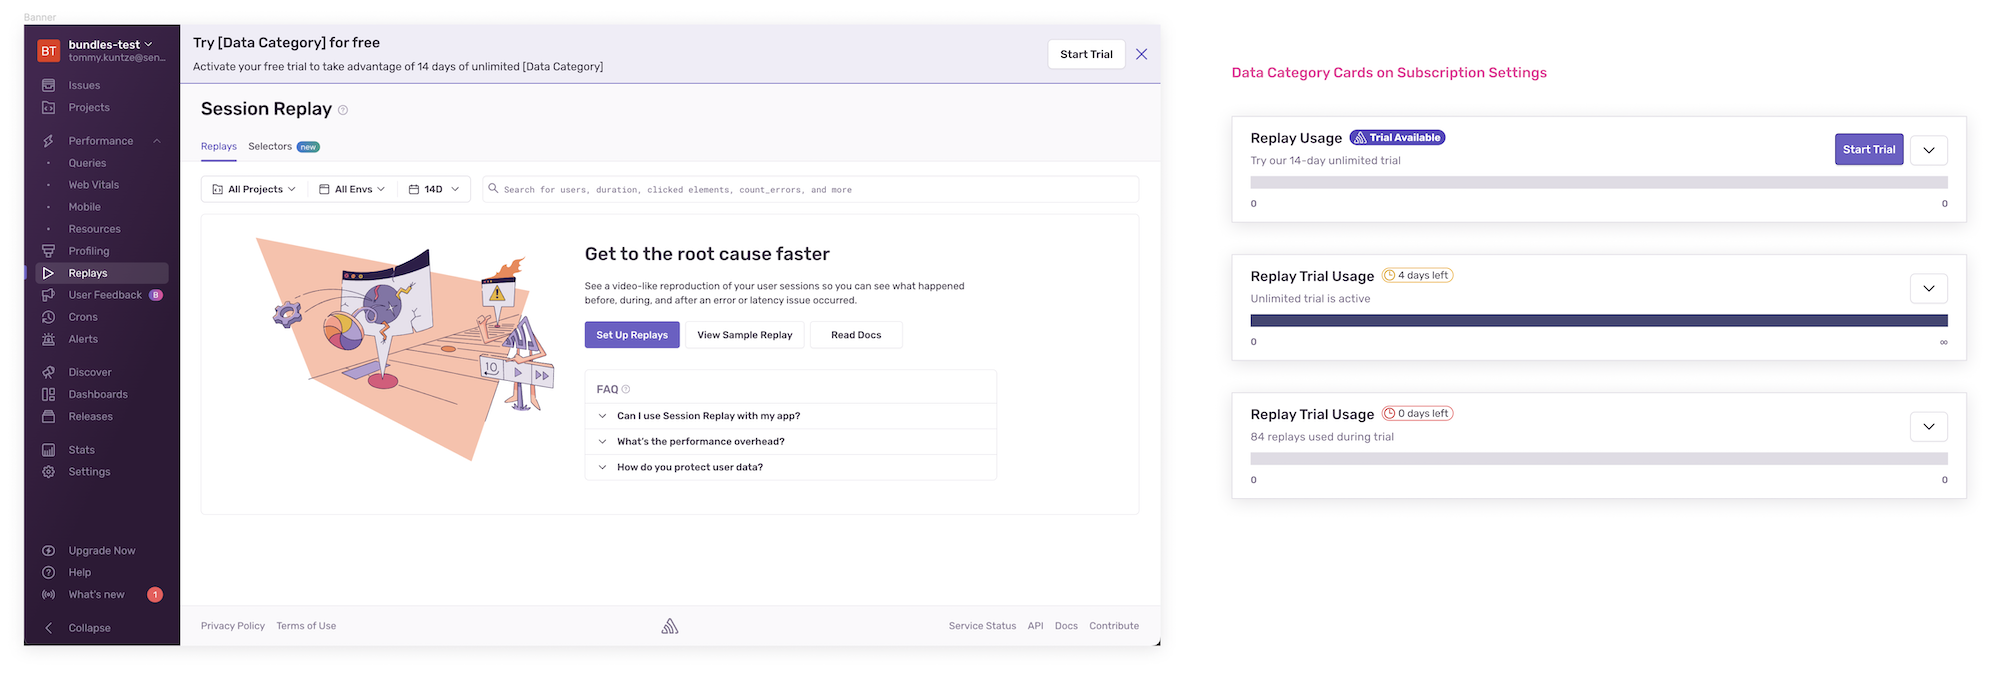 Banner
BT
bundles-test
tommy.kuntze@sen...
Issues
Projects
Performance
Queries
Web Vitals
Mobile
Resources
Profiling
Replays
User Feedback B
Crons
Alerts
Discover
Dashboards
Releases
Stats
Settings
Upgrade Now
Help
What's new 1
Collapse
Try [Data Category] for free
Activate your free trial to take advantage of 14 days of unlimited [Data Category]
Start Trial
Session Replay
Replays Selectors new
All Projects All Envs 14D
Search for users, duration, clicked elements, count_errors, and more
10
Get to the root cause faster
See a video-like reproduction of your user sessions so you can see what happened
before, during, and after an error or latency issue occurred.
Set Up Replays View Sample Replay Read Docs
FAQ
Can I use Session Replay with my app?
What's the performance overhead?
How do you protect user data?
Privacy Policy Terms of Use
Service Status API Docs Contribute
Data Category Cards on Subscription Settings
Replay Usage Trial Available
Try our 14-day unlimited trial
Start Trial
0 0
Replay Trial Usage 4 days left
Unlimited trial is active
0 ∞
Replay Trial Usage 0 days left
84 replays used during trial
0 0